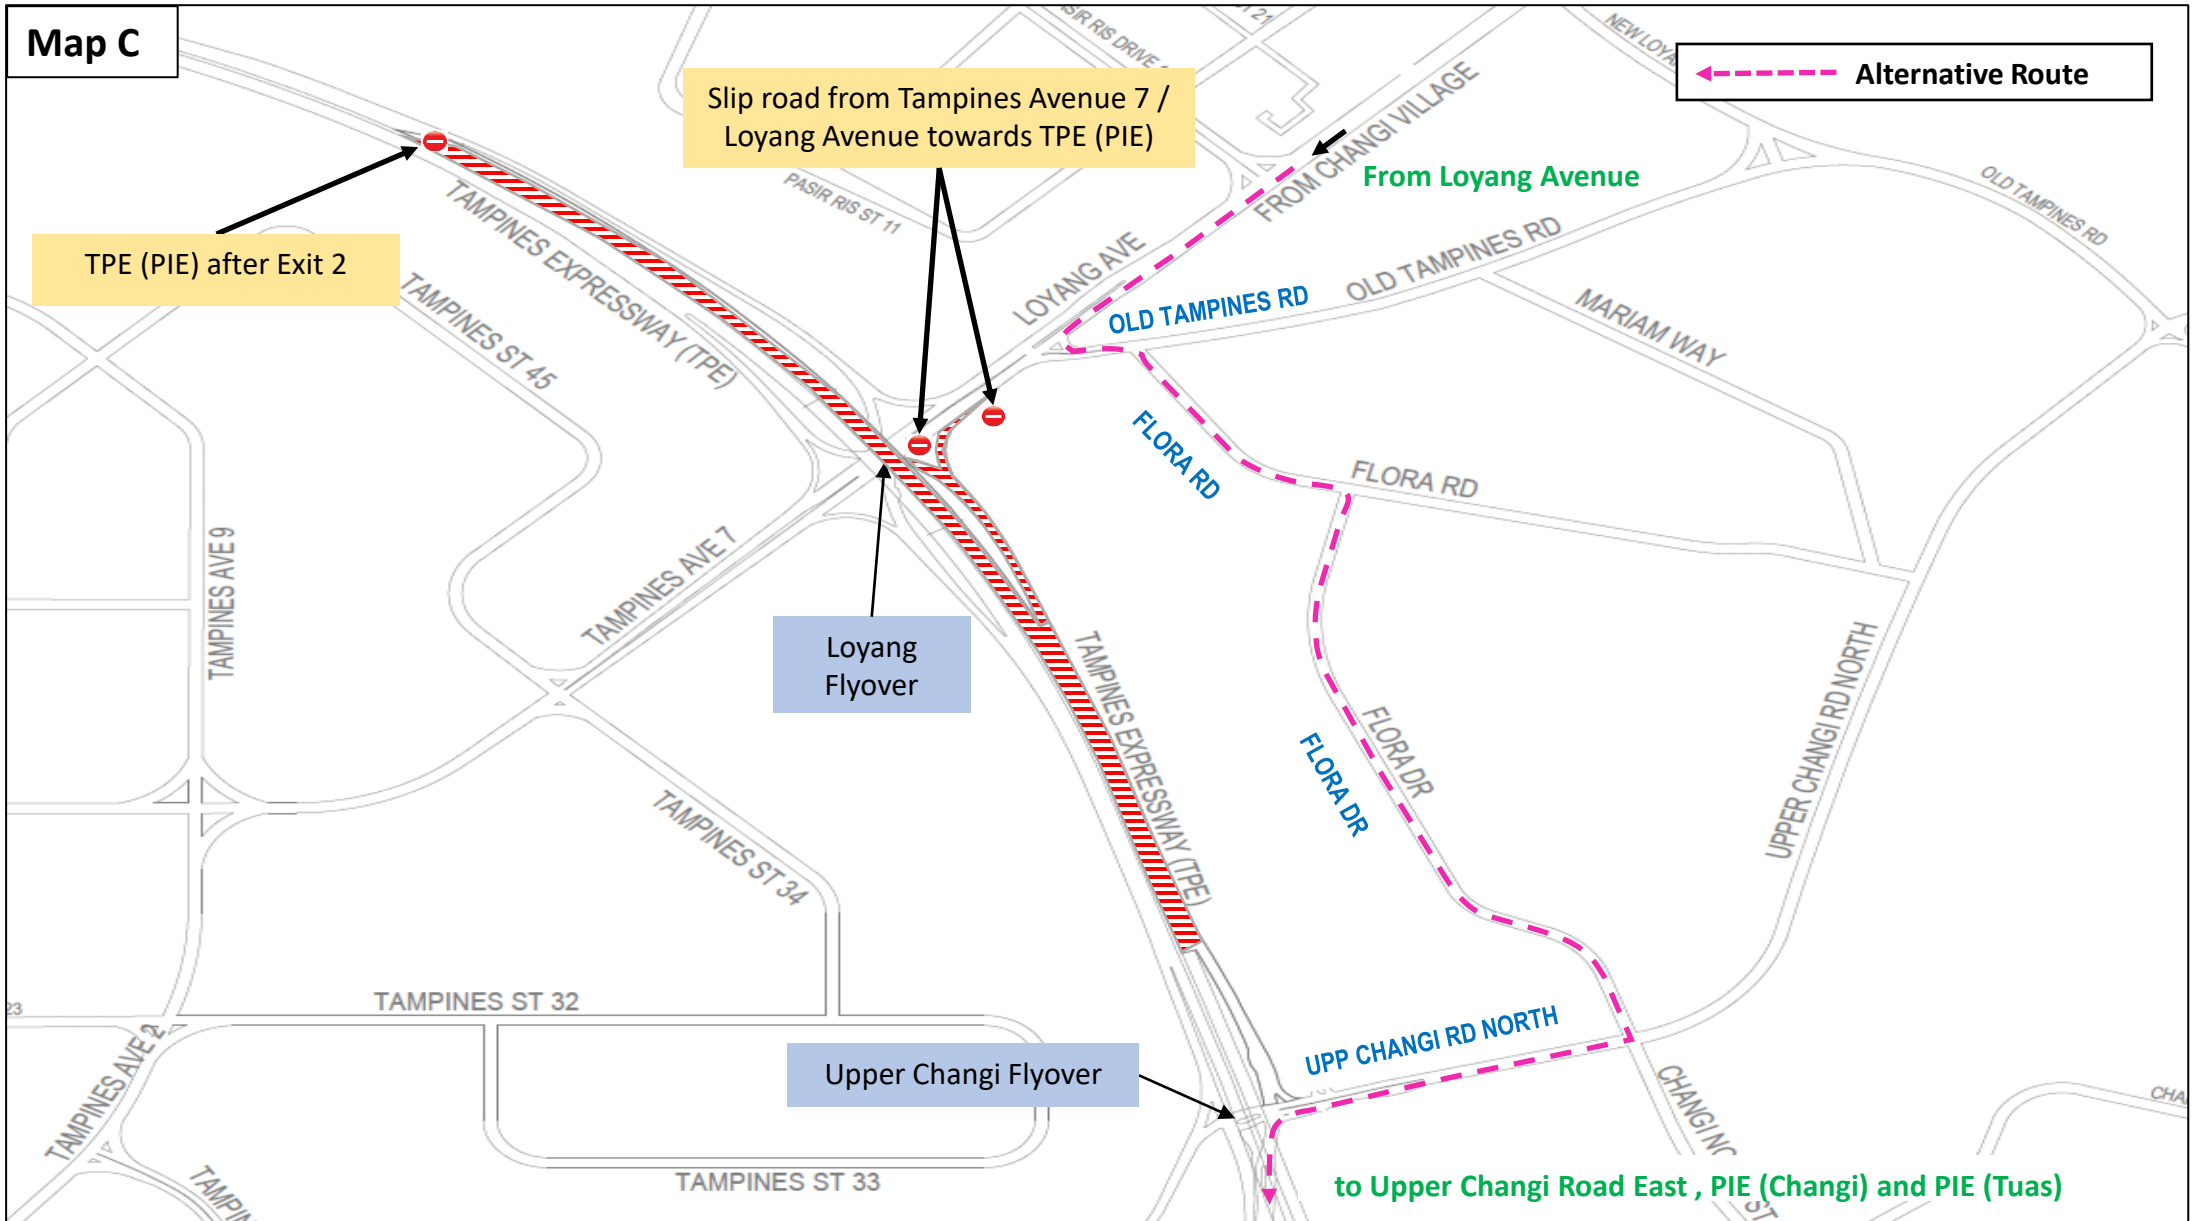 Map C
Alternative Route
Slip road from Tampines Avenue 7 /
Loyang Avenue towards TPE (PIE)
TPE (PIE) after Exit 2
From Loyang Avenue
FROM CHANGI VILLAGE
PASIR RIS ST 11
OLD TAMPINES RD
TAMPINES EXPRESSWAY (TPE)
LOYANG AVE
OLD TAMPINES RD
OLD TAMPINES RD
MARIAM WAY
TAMPINES ST 45
FLORA RD
FLORA RD
TAMPINES AVE 9
TAMPINES AVE 7
Loyang
Flyover
TAMPINES EXPRESSWAY (TPE)
UPPER CHANGI RD NORTH
FLORA DR
FLORA DR
TAMPINES ST 34
TAMPINES ST 32
UPP CHANGI RD NORTH
Upper Changi Flyover
TAMPINES AVE 2
TAMPINES ST 33
to Upper Changi Road East , PIE (Changi) and PIE (Tuas)